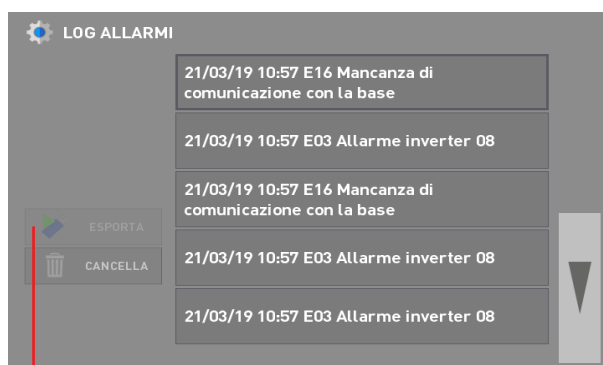 LOG ALLARMI
21/03/19 10:57 E16 Mancanza di
comunicazione con la base
21/03/19 10:57 E03 Allarme inverter 08
21/03/19 10:57 E16 Mancanza di
comunicazione con la base
ESPORTA
21/03/19 10:57 E03 Allarme inverter 08
CANCELLA
21/03/19 10:57 E03 Allarme inverter 08